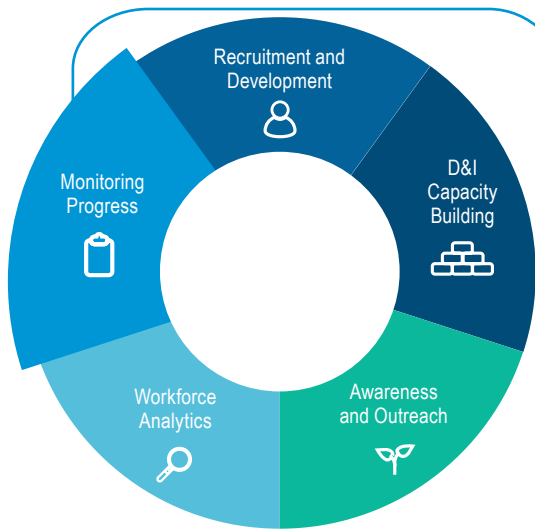 Recruitment and
Development
D&I
Capacity
Building
Awareness
and Outreach
Workforce
Analytics
Monitoring
Progress